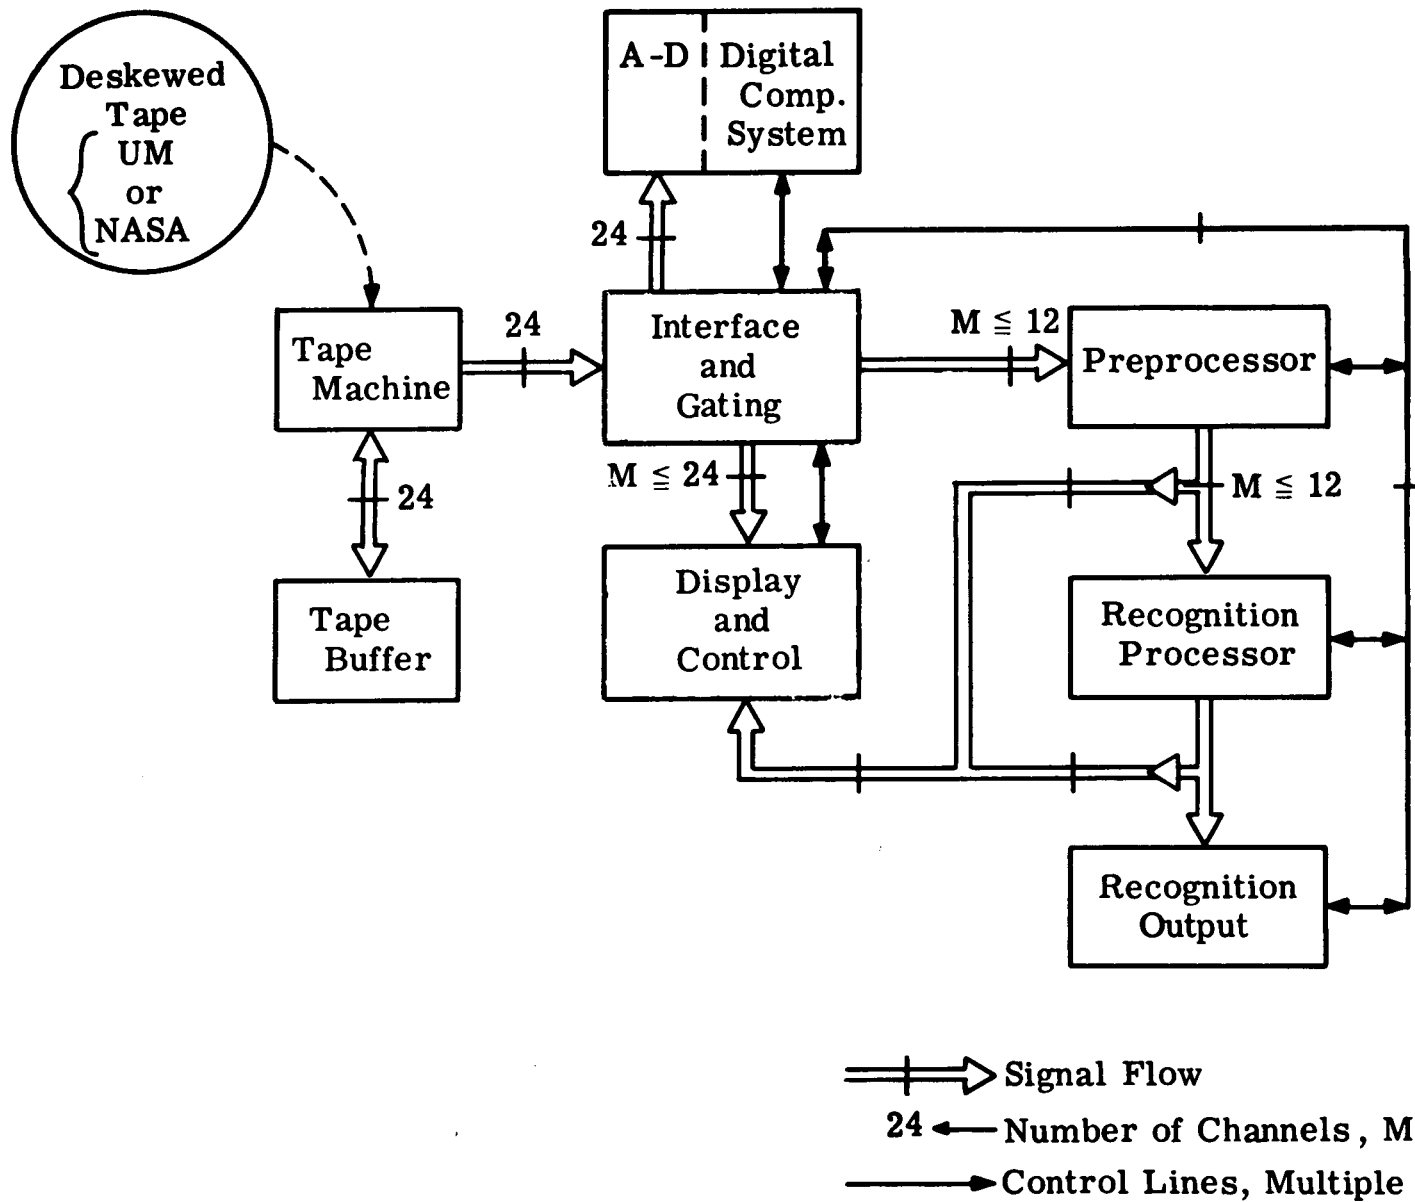 Deskewed
Tape
UM
or
NASA
A-D
Digital
Comp.
System
24
Tape
Machine
24
Interface
and
Gating
M ≦ 12
Preprocessor
24
M ≦ 24
M ≦ 12
Tape
Buffer
Display
and
Control
Recognition
Processor
Recognition
Output
Signal Flow
24
Number of Channels, M
Control Lines, Multiple